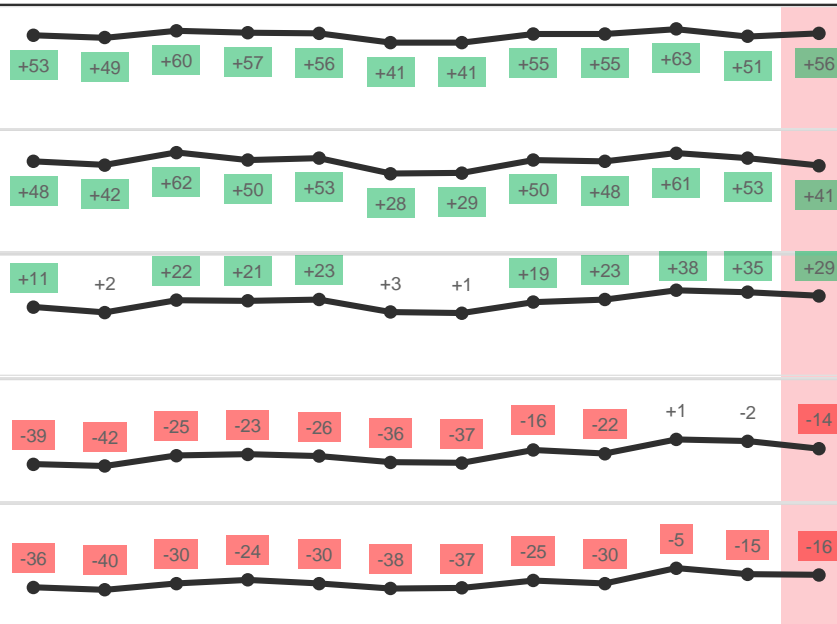 +53 +49 +60 +57 +56 +41 +41 +55 +55 +63 +51 +56
+48 +42 +62 +50 +53 +28 +29 +50 +48 +61 +53 +41
+11 +2 +22 +21 +23 +3 +1 +19 +23 +38 +35 +29
-39 -42 -25 -23 -26 -36 -37 -16 -22 +1 -2 -14
-36 -40 -30 -24 -30 -38 -37 -25 -30 -5 -15 -16